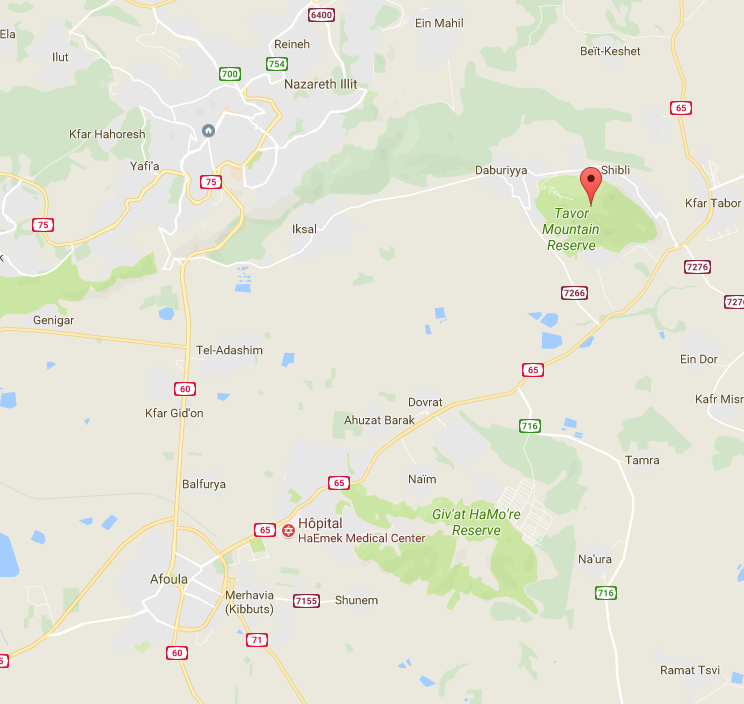 6400
Ein Mahil
Ela
Reineh
Ilut
Beït-Keshet
754
700
Nazareth Illit
65
Kfar Hahoresh
Yafi'a
Daburiyya
Shibli
75
Kfar Tabor
Tavor
Mountain
Reserve
75
Iksal
k
7276
7266
7276
Genigar
Tel-Adashim
Ein Dor
65
60
Kafr Misr
Dovrat
Kfar Gid'on
Ahuzat Barak
716
Tamra
Balfurya
65
Naïm
Giv'at HaMo're
Reserve
65
Hôpital
HaEmek Medical Center
Na'ura
Afoula
Merhavia
(Kibbuts)
7155
Shunem
716
71
60
5
Ramat Tsvi